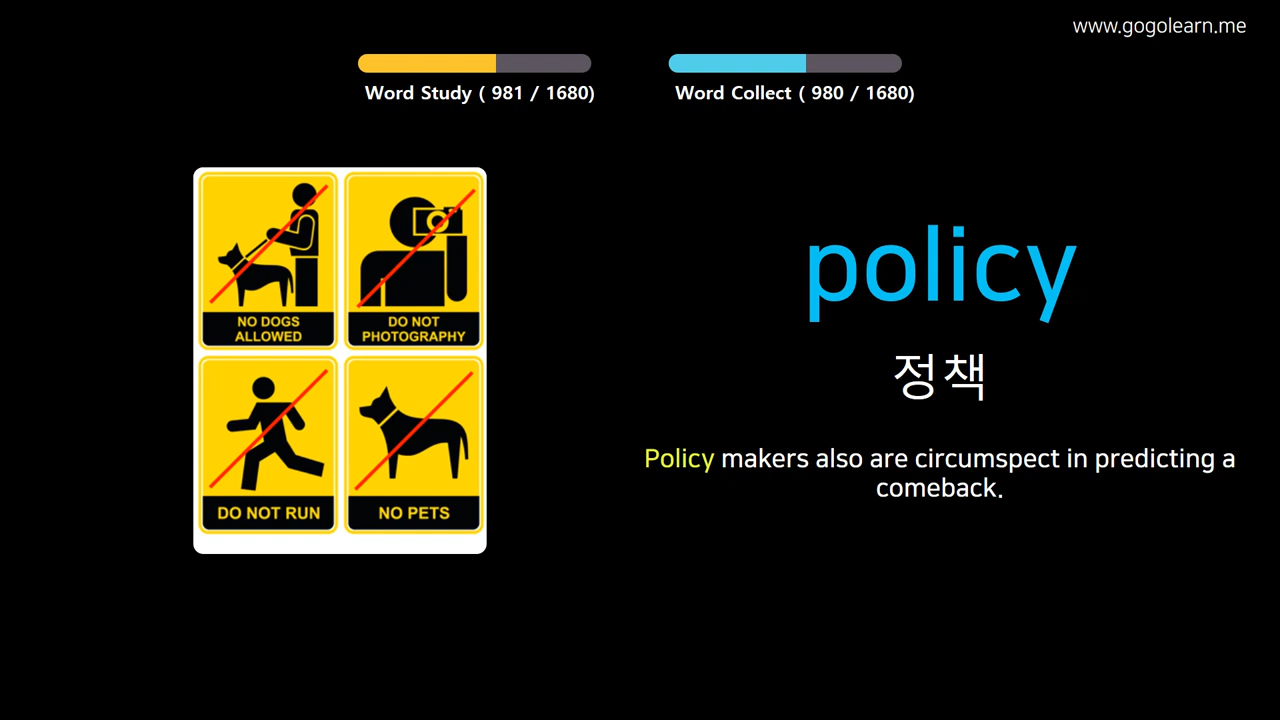 www.gogolearn.me
Word Study ( 981 / 1680)
Word Collect ( 980 / 1680)
NO DOGS
ALLOWED
DO NOT
PHOTOGRAPHY
DO NOT RUN
NO PETS
policy
정책
Policy makers also are circumspect in predicting a
comeback.